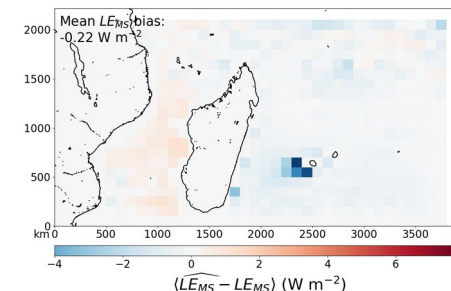 Mean LE_MS bias:
-0.22 W m⁻²
2000
1500
1000
500
0
km 0 500 1000 1500 2000 2500 3000 3500
−4 −2 0 2 4 6
⟨\widehat{LE_MS} − LE_MS⟩ (W m⁻²)